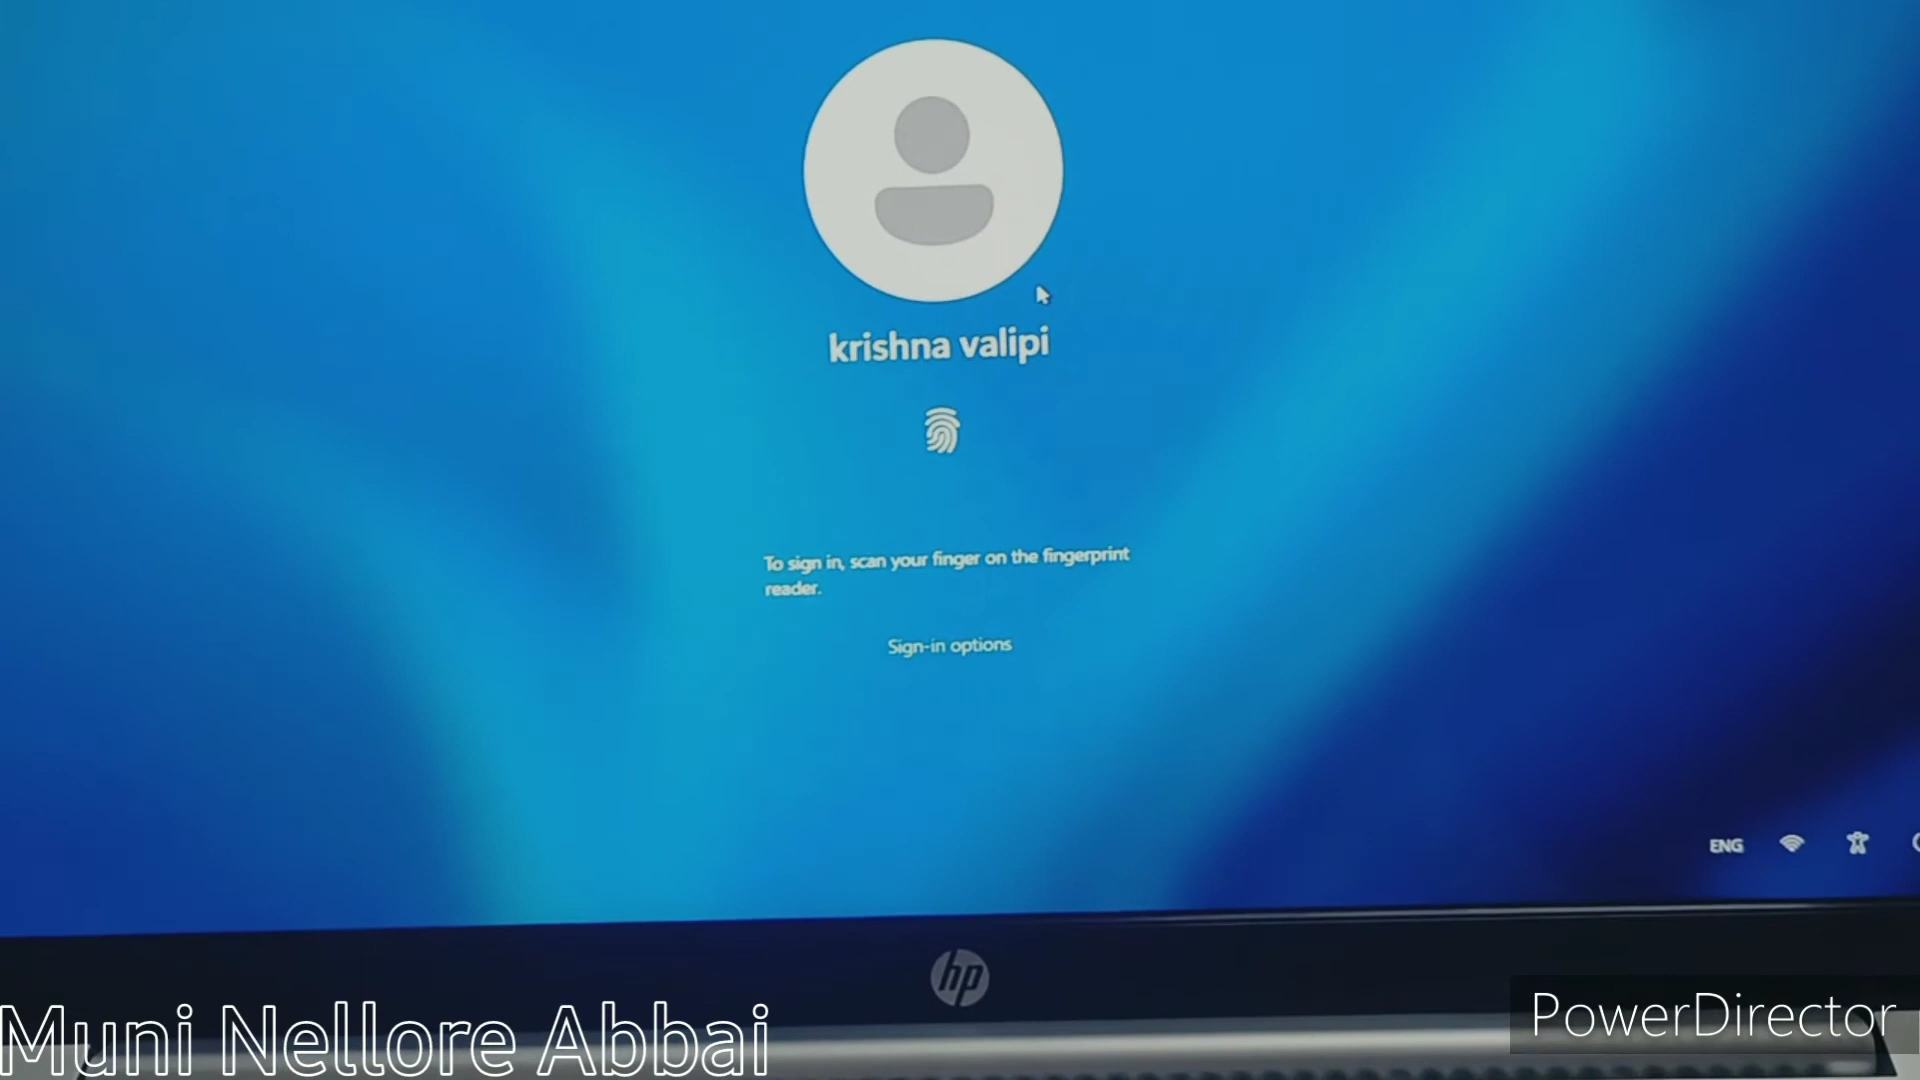 krishna valipi
To sign in, scan your finger on the fingerprint
reader.
Sign-in options
ENG
hp
Muni Nellore Abbai
PowerDirector